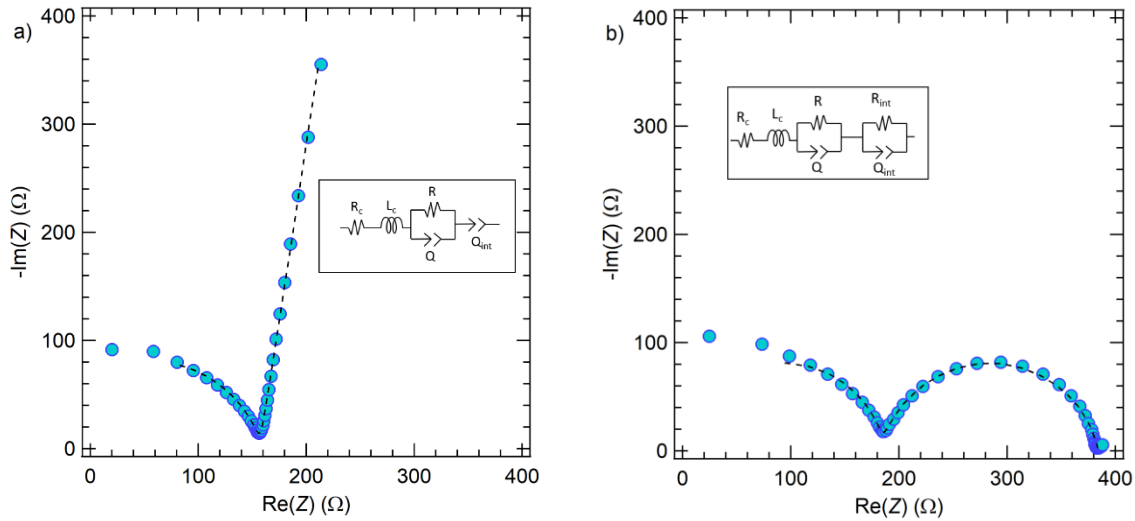 a)
-400
-300
-200
-100
0
0
100
200
300
400
-Im(Z) (Ω)
Re(Z) (Ω)
Rc
Lc
R
Q
Qint
b)
-400
-300
-200
-100
0
0
100
200
300
400
-Im(Z) (Ω)
Re(Z) (Ω)
Rc
Lc
R
Rint
Q
Qint